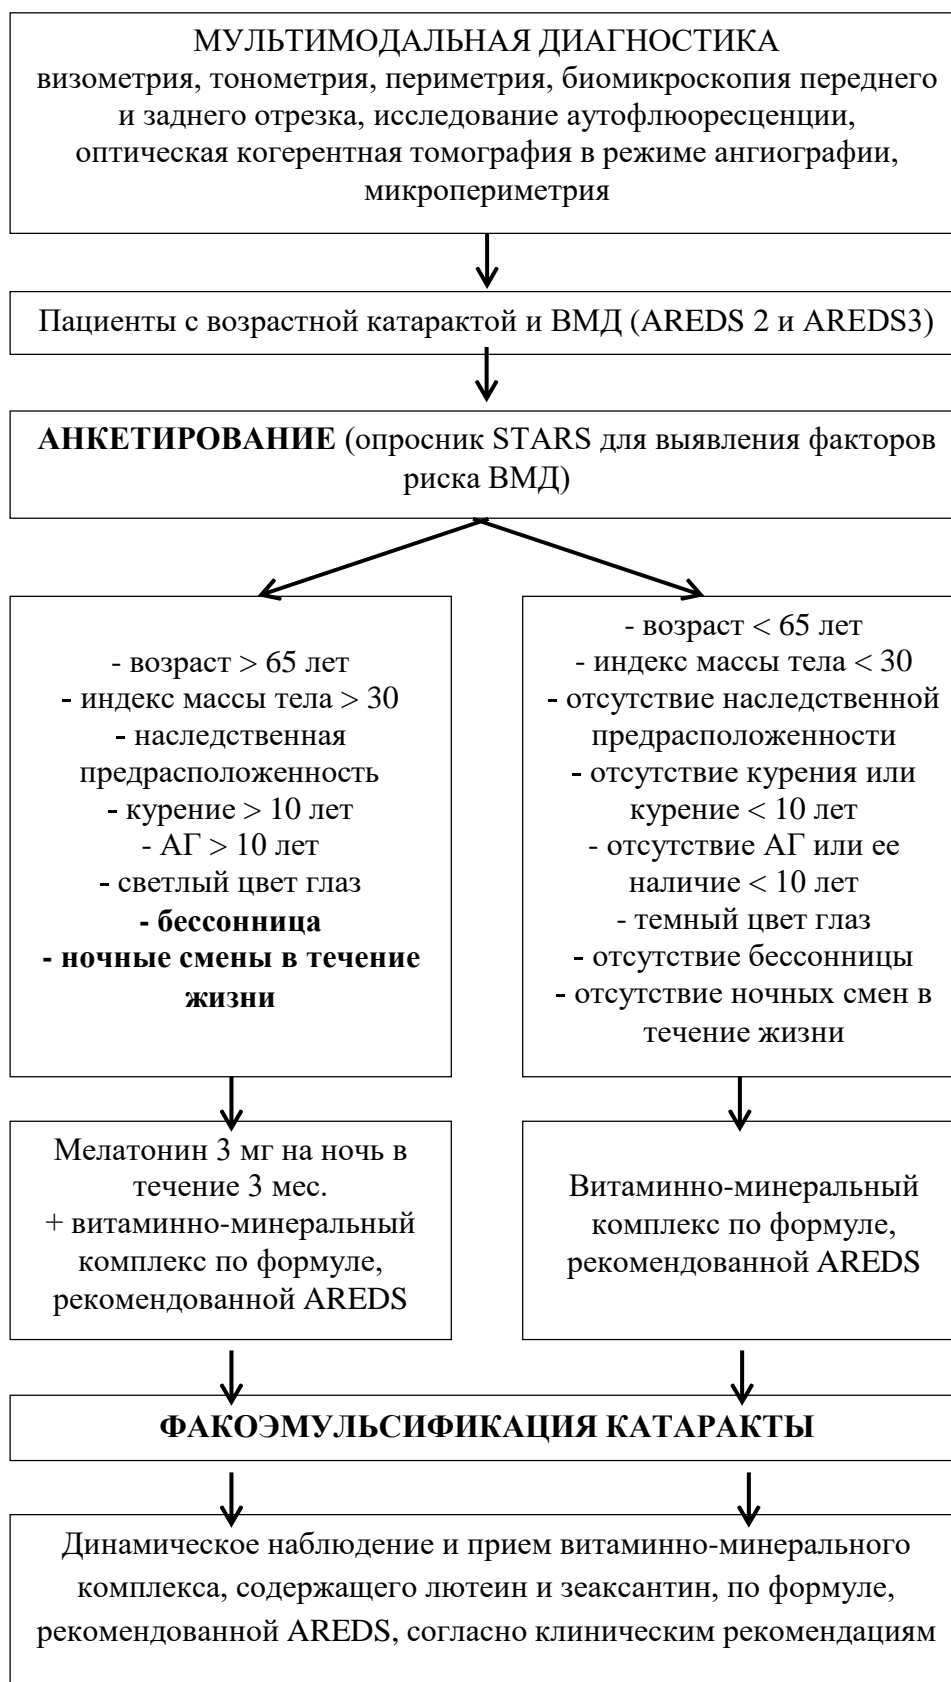 МУЛЬТИМОДАЛЬНАЯ ДИАГНОСТИКА
визометрия, тонометрия, периметрия, биомикроскопия переднего
и заднего отрезка, исследование аутофлюоресценции,
оптическая когерентная томография в режиме ангиографии,
микропериметрия
Пациенты с возрастной катарактой и ВМД (AREDS 2 и AREDS3)
АНКЕТИРОВАНИЕ (опросник STARS для выявления факторов
риска ВМД)
- возраст > 65 лет
- индекс массы тела > 30
- наследственная
предрасположенность
- курение > 10 лет
- АГ > 10 лет
- светлый цвет глаз
- бессонница
- ночные смены в течение
жизни
- возраст < 65 лет
- индекс массы тела < 30
- отсутствие наследственной
предрасположенности
- отсутствие курения или
курение < 10 лет
- отсутствие АГ или ее
наличие < 10 лет
- темный цвет глаз
- отсутствие бессонницы
- отсутствие ночных смен в
течение жизни
Мелатонин 3 мг на ночь в
течение 3 мес.
+ витаминно-минеральный
комплекс по формуле,
рекомендованной AREDS
Витаминно-минеральный
комплекс по формуле,
рекомендованной AREDS
ФАКОЭМУЛЬСИФИКАЦИЯ КАТАРАКТЫ
Динамическое наблюдение и прием витаминно-минерального
комплекса, содержащего лютеин и зеаксантин, по формуле,
рекомендованной AREDS, согласно клиническим рекомендациям